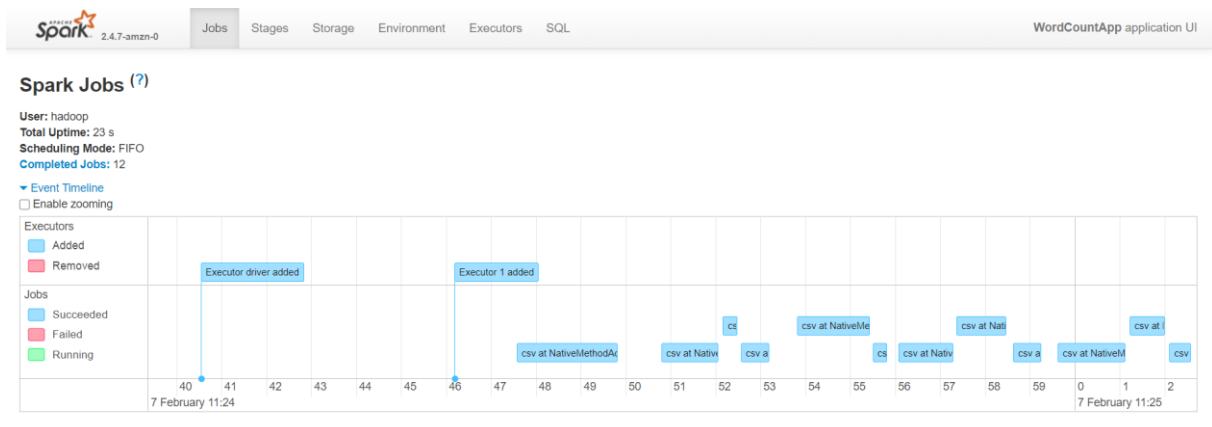 APACHE
Spark 2.4.7-amzn-0 Jobs Stages Storage Environment Executors SQL WordCountApp application UI
Spark Jobs (?)
User: hadoop
Total Uptime: 23 s
Scheduling Mode: FIFO
Completed Jobs: 12
Event Timeline
Enable zooming
Executors
Added
Removed
Executor driver added Executor 1 added
Jobs
Succeeded
Failed
Running
cs csv at NativeMe csv at Nati csv at I
csv at NativeMethodAc csv at Native csv a cs csv at Nativ csv a csv at NativeM csv
40 41 42 43 44 45 46 47 48 49 50 51 52 53 54 55 56 57 58 59 0 1 2
7 February 11:24 7 February 11:25